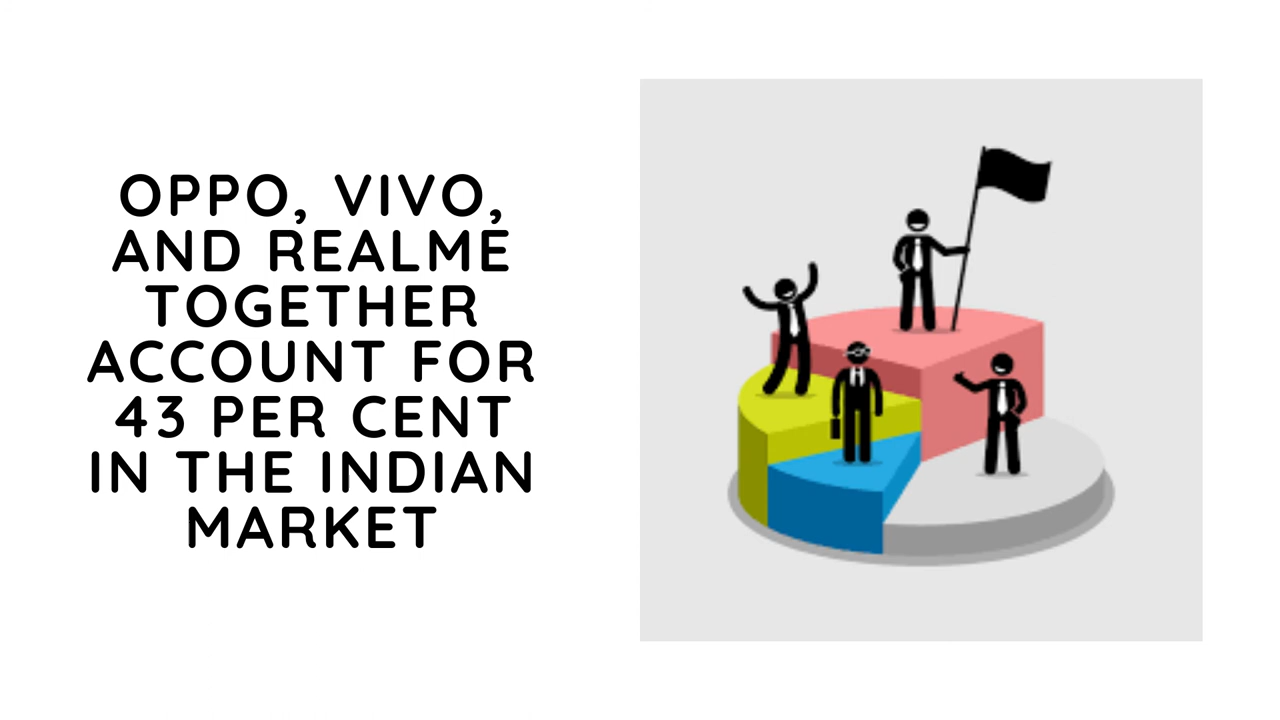 OPPO, VIVO,
AND REALME
TOGETHER
ACCOUNT FOR
43 PER CENT
IN THE INDIAN
MARKET